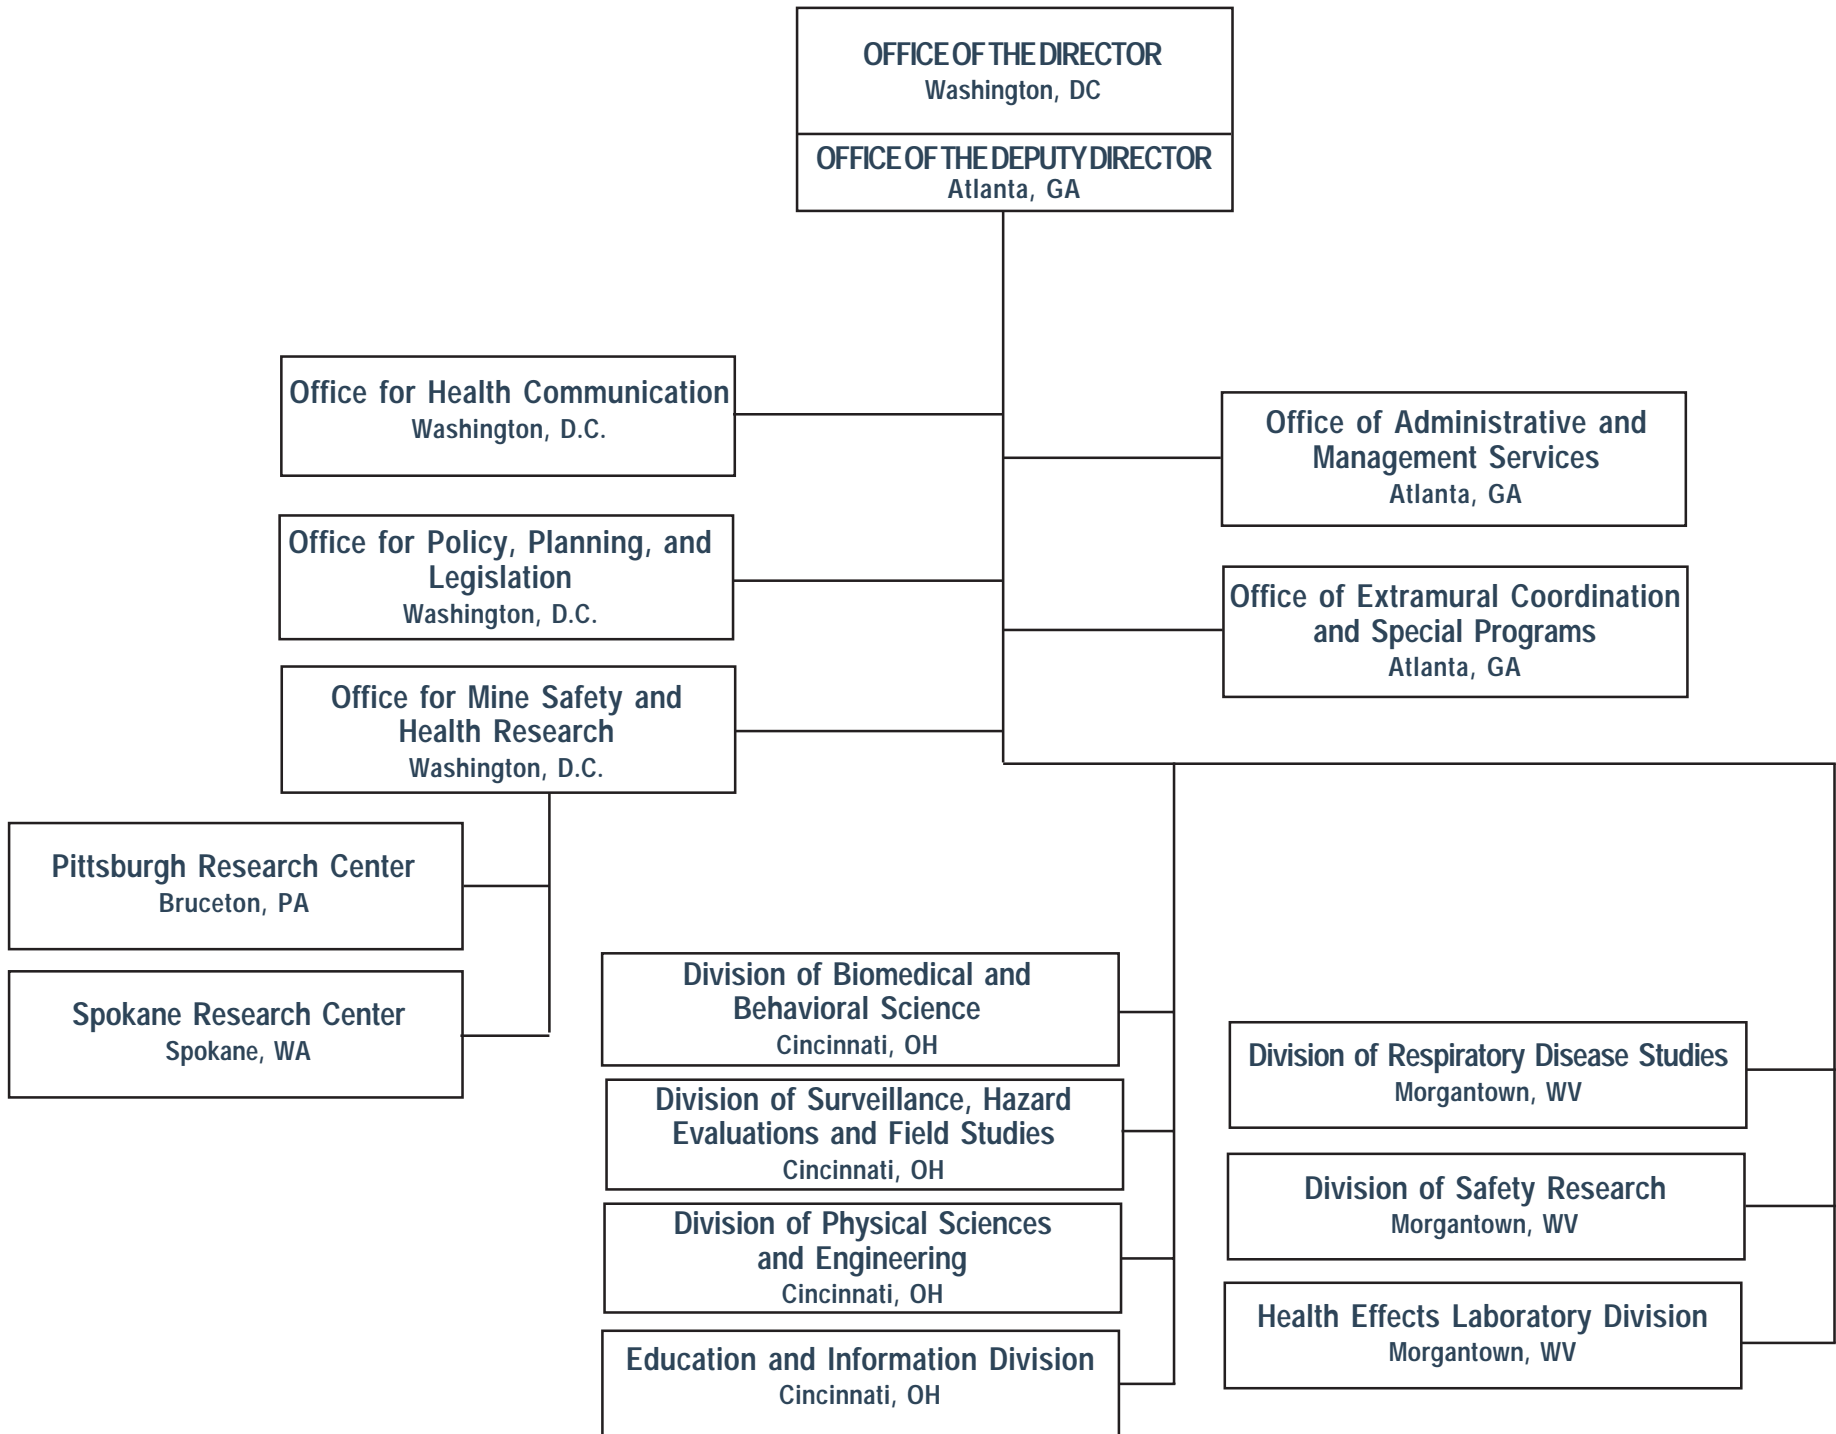 OFFICE OF THE DIRECTOR
Washington, DC
OFFICE OF THE DEPUTY DIRECTOR
Atlanta, GA
Office for Health Communication
Washington, D.C.
Office of Administrative and
Management Services
Atlanta, GA
Office for Policy, Planning, and
Legislation
Washington, D.C.
Office of Extramural Coordination
and Special Programs
Atlanta, GA
Office for Mine Safety and
Health Research
Washington, D.C.
Pittsburgh Research Center
Bruceton, PA
Spokane Research Center
Spokane, WA
Division of Biomedical and
Behavioral Science
Cincinnati, OH
Division of Surveillance, Hazard
Evaluations and Field Studies
Cincinnati, OH
Division of Physical Sciences
and Engineering
Cincinnati, OH
Education and Information Division
Cincinnati, OH
Division of Respiratory Disease Studies
Morgantown, WV
Division of Safety Research
Morgantown, WV
Health Effects Laboratory Division
Morgantown, WV